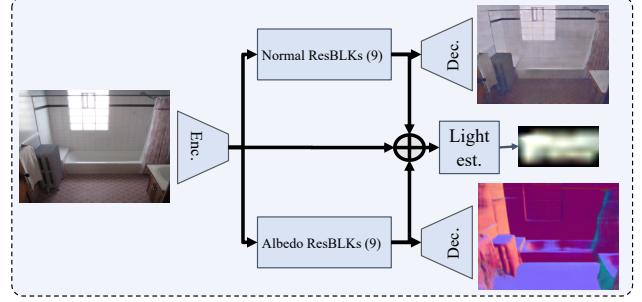 Normal ResBLKs (9)
Dec.
Enc.
Light
est.
Albedo ResBLKs (9)
Dec.